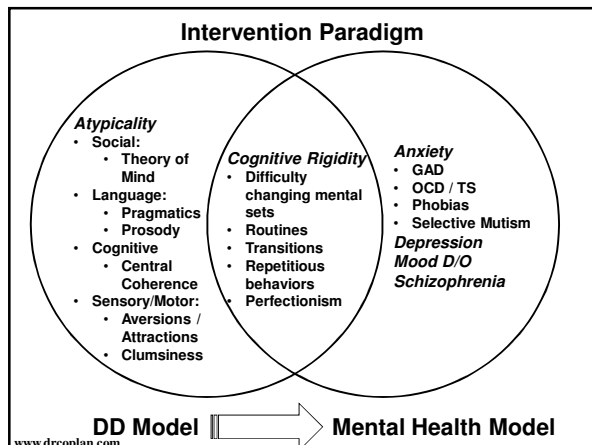 Intervention Paradigm
Atypicality
• Social:
• Theory of
Mind
• Language:
• Pragmatics
• Prosody
• Cognitive
• Central
Coherence
• Sensory/Motor:
• Aversions /
Attractions
• Clumsiness
Cognitive Rigidity
• Difficulty
changing mental
sets
• Routines
• Transitions
• Repetitious
behaviors
• Perfectionism
Anxiety
• GAD
• OCD / TS
• Phobias
• Selective Mutism
Depression
Mood D/O
Schizophrenia
DD Model
Mental Health Model
www.drcoplan.com